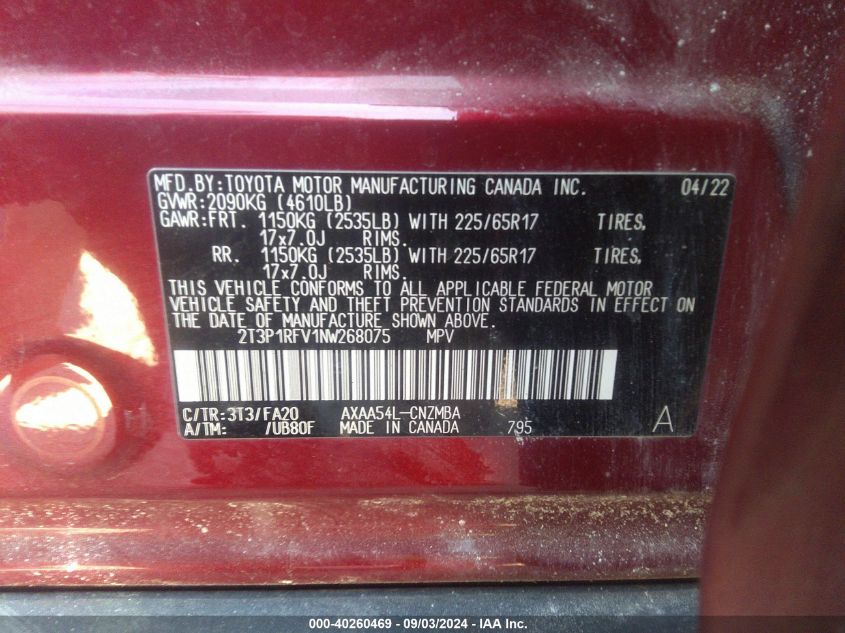 MFD.BY:TOYOTA MOTOR MANUFACTURING CANADA INC. 04/22
GVWR:2090KG (4610LB)
GAWR:FRT. 1150KG (2535LB) WITH 225/65R17 TIRES,
17x7.0J RIMS.
RR. 1150KG (2535LB) WITH 225/65R17 TIRES,
17x7.0J RIMS.
THIS VEHICLE CONFORMS TO ALL APPLICABLE FEDERAL MOTOR
VEHICLE SAFETY AND THEFT PREVENTION STANDARDS IN EFFECT ON
THE DATE OF MANUFACTURE SHOWN ABOVE.
2T3P1RFV1NW268075 MPV
C/TR:3T3/FA20 AXAA54L-CNZMBA
A/TM: /UB80F MADE IN CANADA 795 A
000-40260469 - 09/03/2024 - IAA Inc.